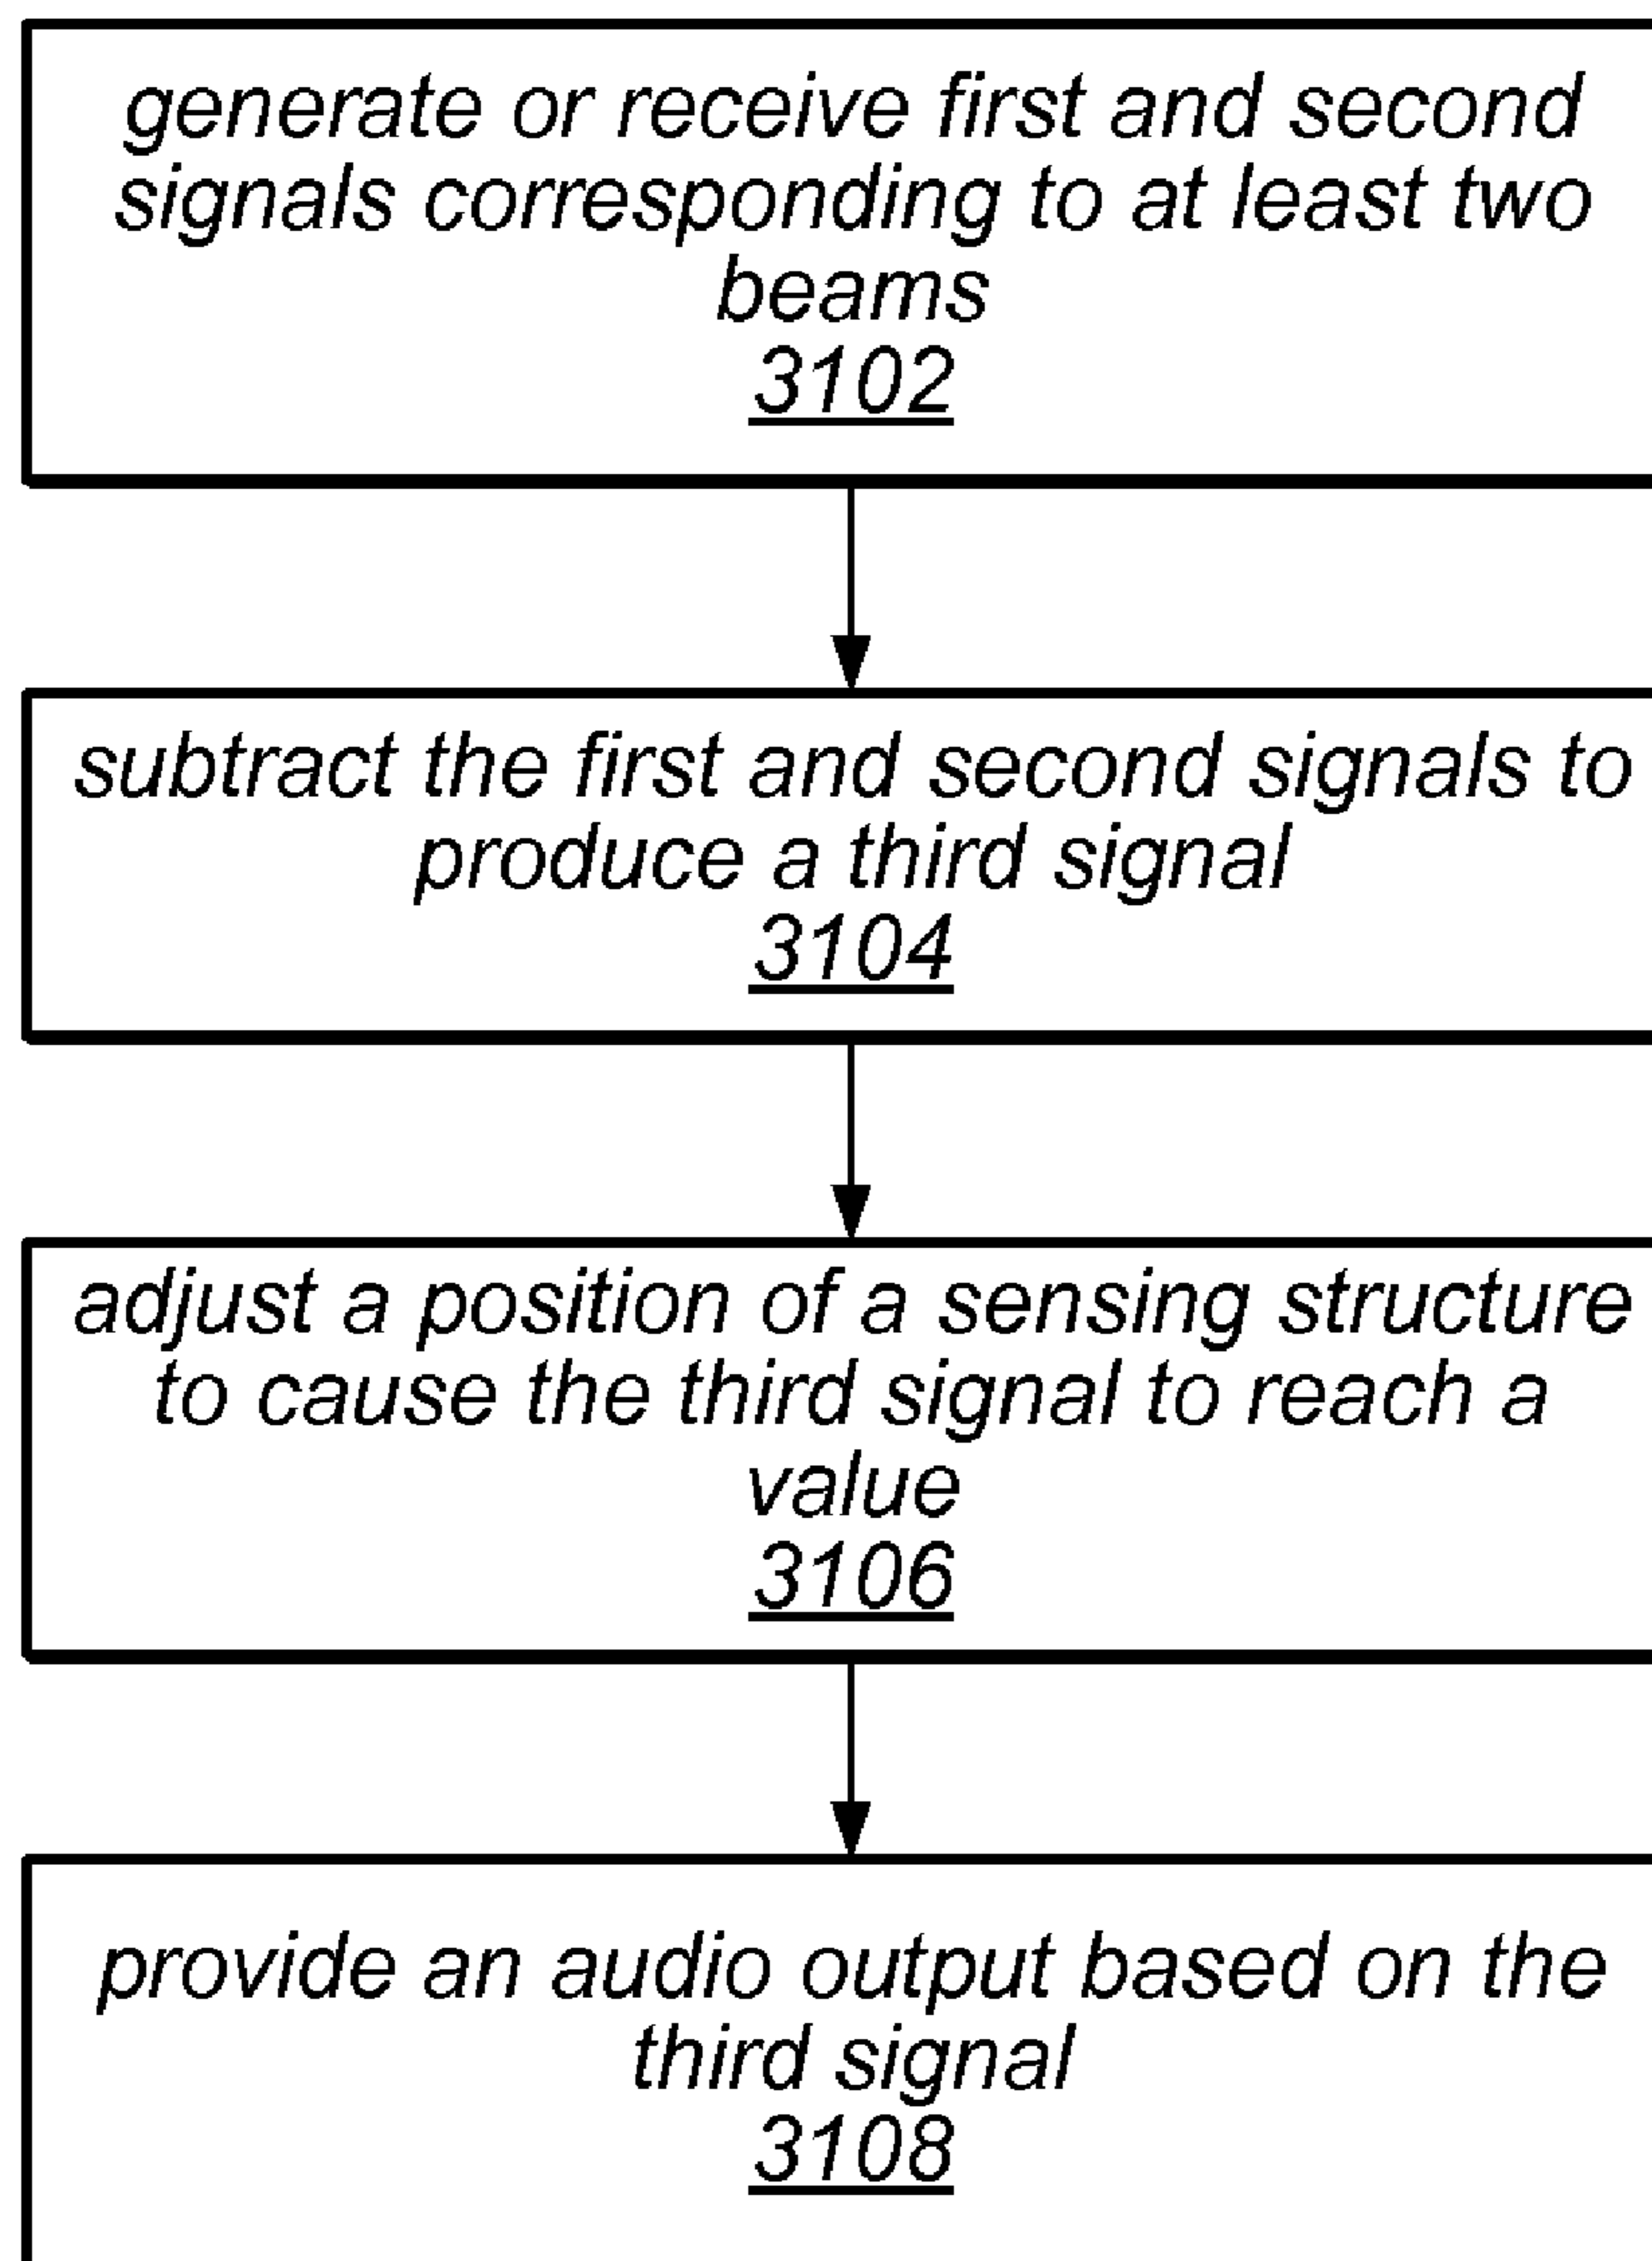 generate or receive first and second
signals corresponding to at least two
beams
3102
subtract the first and second signals to
produce a third signal
3104
adjust a position of a sensing structure
to cause the third signal to reach a
value
3106
provide an audio output based on the
third signal
3108